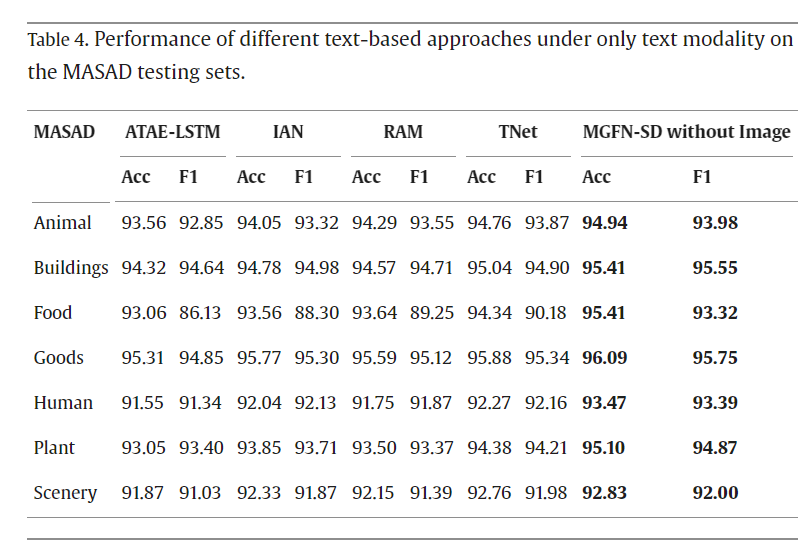 Table 4. Performance of different text-based approaches under only text modality on
the MASAD testing sets.
MASAD ATAE-LSTM IAN RAM TNet MGFN-SD without Image
Acc F1 Acc F1 Acc F1 Acc F1 Acc F1
Animal 93.56 92.85 94.05 93.32 94.29 93.55 94.76 93.87 94.94 93.98
Buildings 94.32 94.64 94.78 94.98 94.57 94.71 95.04 94.90 95.41 95.55
Food 93.06 86.13 93.56 88.30 93.64 89.25 94.34 90.18 95.41 93.32
Goods 95.31 94.85 95.77 95.30 95.59 95.12 95.88 95.34 96.09 95.75
Human 91.55 91.34 92.04 92.13 91.75 91.87 92.27 92.16 93.47 93.39
Plant 93.05 93.40 93.85 93.71 93.50 93.37 94.38 94.21 95.10 94.87
Scenery 91.87 91.03 92.33 91.87 92.15 91.39 92.76 91.98 92.83 92.00